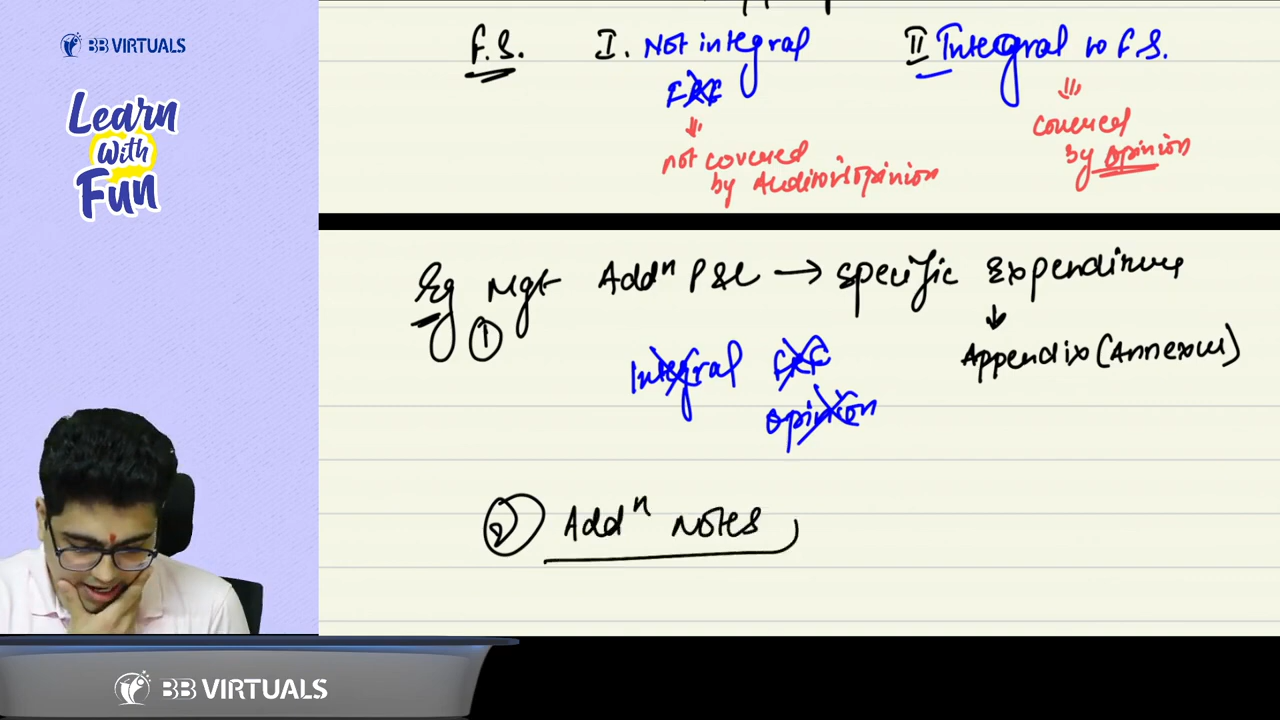 BB VIRTUALS
Learn
with
Fun
F.S. I. Not integral II Integral to F.S.
FRF
not covered
by Auditor's opinion
covered
by opinion
Eg Mgt Addⁿ P&L → specific Expenditure
①
Appendix (Annexure)
Integral FRF
opinion
② Addⁿ Notes
BB VIRTUALS